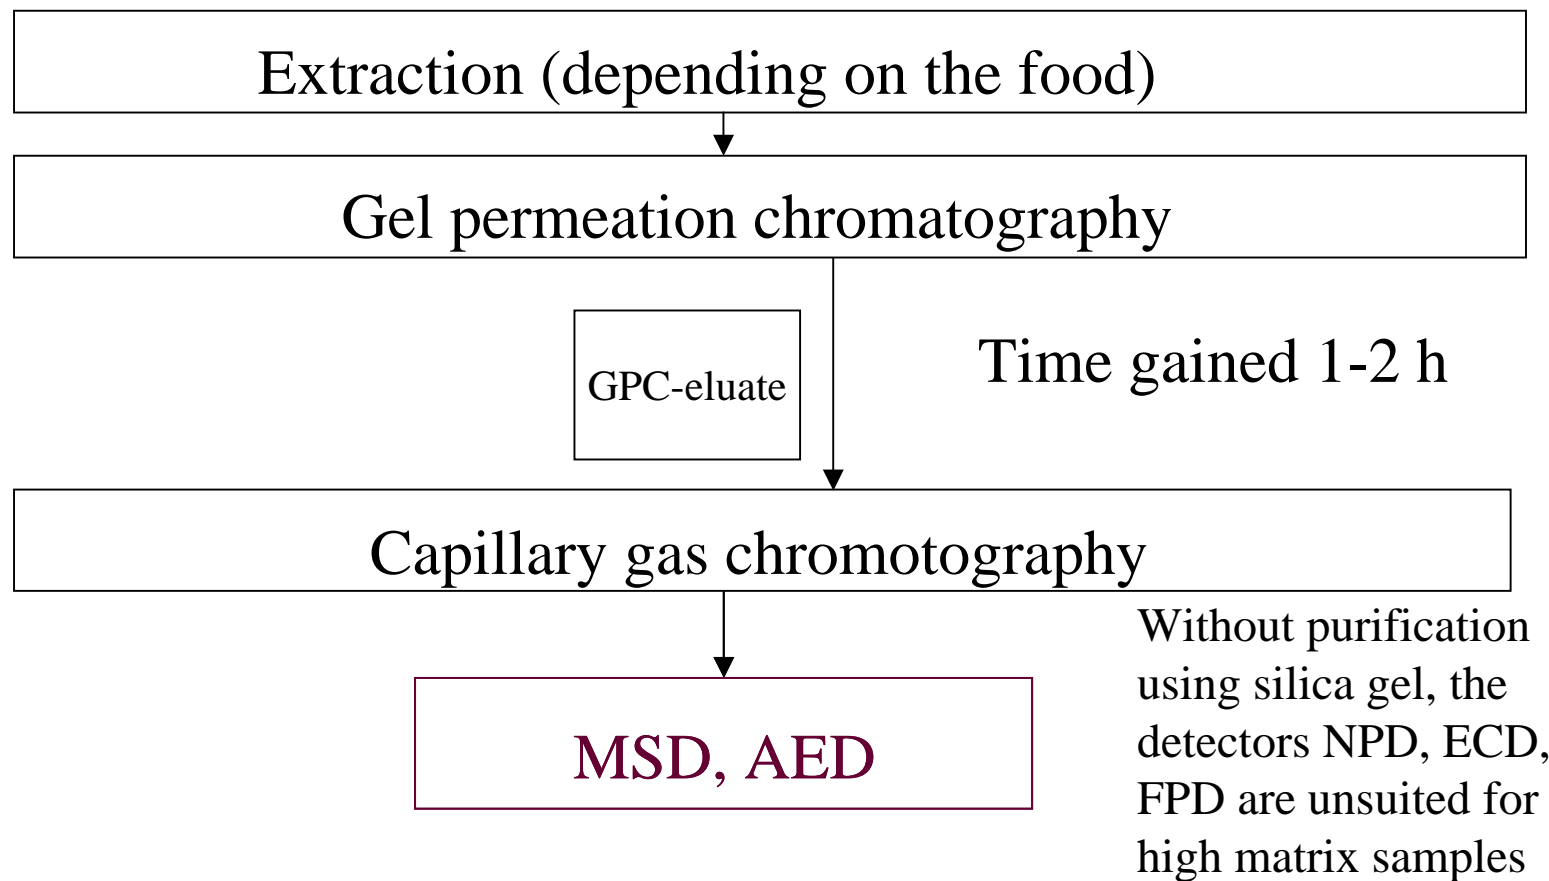 Extraction (depending on the food)
Gel permeation chromatography
GPC-eluate
Time gained 1-2 h
Capillary gas chromotography
MSD, AED
Without purification
using silica gel, the
detectors NPD, ECD,
FPD are unsuited for
high matrix samples